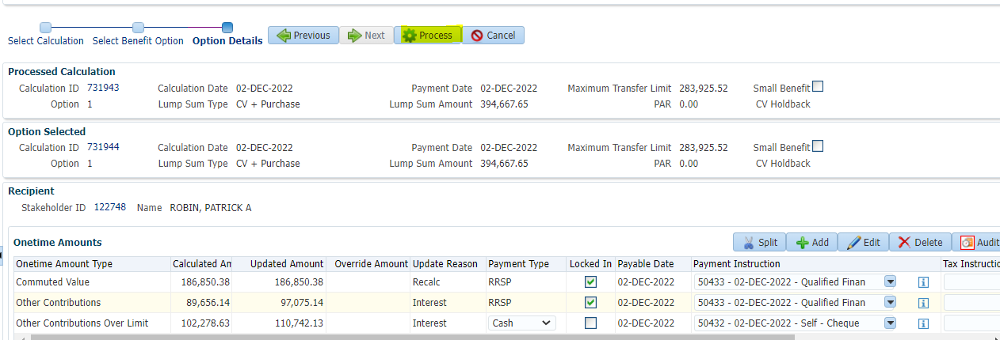 Select Calculation Select Benefit Option Option Details Previous Next Process Cancel
Processed Calculation
Calculation ID 731943 Calculation Date 02-DEC-2022 Payment Date 02-DEC-2022 Maximum Transfer Limit 283,925.52 Small Benefit
Option 1 Lump Sum Type CV + Purchase Lump Sum Amount 394,667.65 PAR 0.00 CV Holdback
Option Selected
Calculation ID 731944 Calculation Date 02-DEC-2022 Payment Date 02-DEC-2022 Maximum Transfer Limit 283,925.52 Small Benefit
Option 1 Lump Sum Type CV + Purchase Lump Sum Amount 394,667.65 PAR 0.00 CV Holdback
Recipient
Stakeholder ID 122748 Name ROBIN, PATRICK A
Onetime Amounts Split Add Edit Delete Audit
Onetime Amount Type Calculated Am Updated Amount Override Amount Update Reason Payment Type Locked In Payable Date Payment Instruction Tax Instructio
Commuted Value 186,850.38 186,850.38 Recalc RRSP 02-DEC-2022 50433 - 02-DEC-2022 - Qualified Finan
Other Contributions 89,656.14 97,075.14 Interest RRSP 02-DEC-2022 50433 - 02-DEC-2022 - Qualified Finan
Other Contributions Over Limit 102,278.63 110,742.13 Interest Cash 02-DEC-2022 50432 - 02-DEC-2022 - Self - Cheque